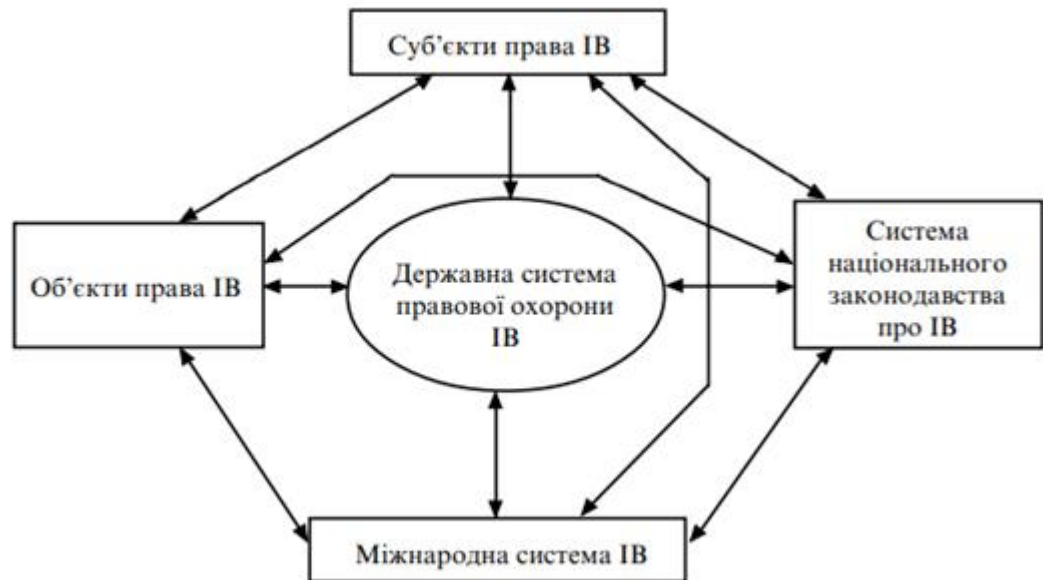 Суб’єкти права ІВ
Об’єкти права ІВ
Державна система
правової охорони
ІВ
Система
національного
законодавства
про ІВ
Міжнародна система ІВ